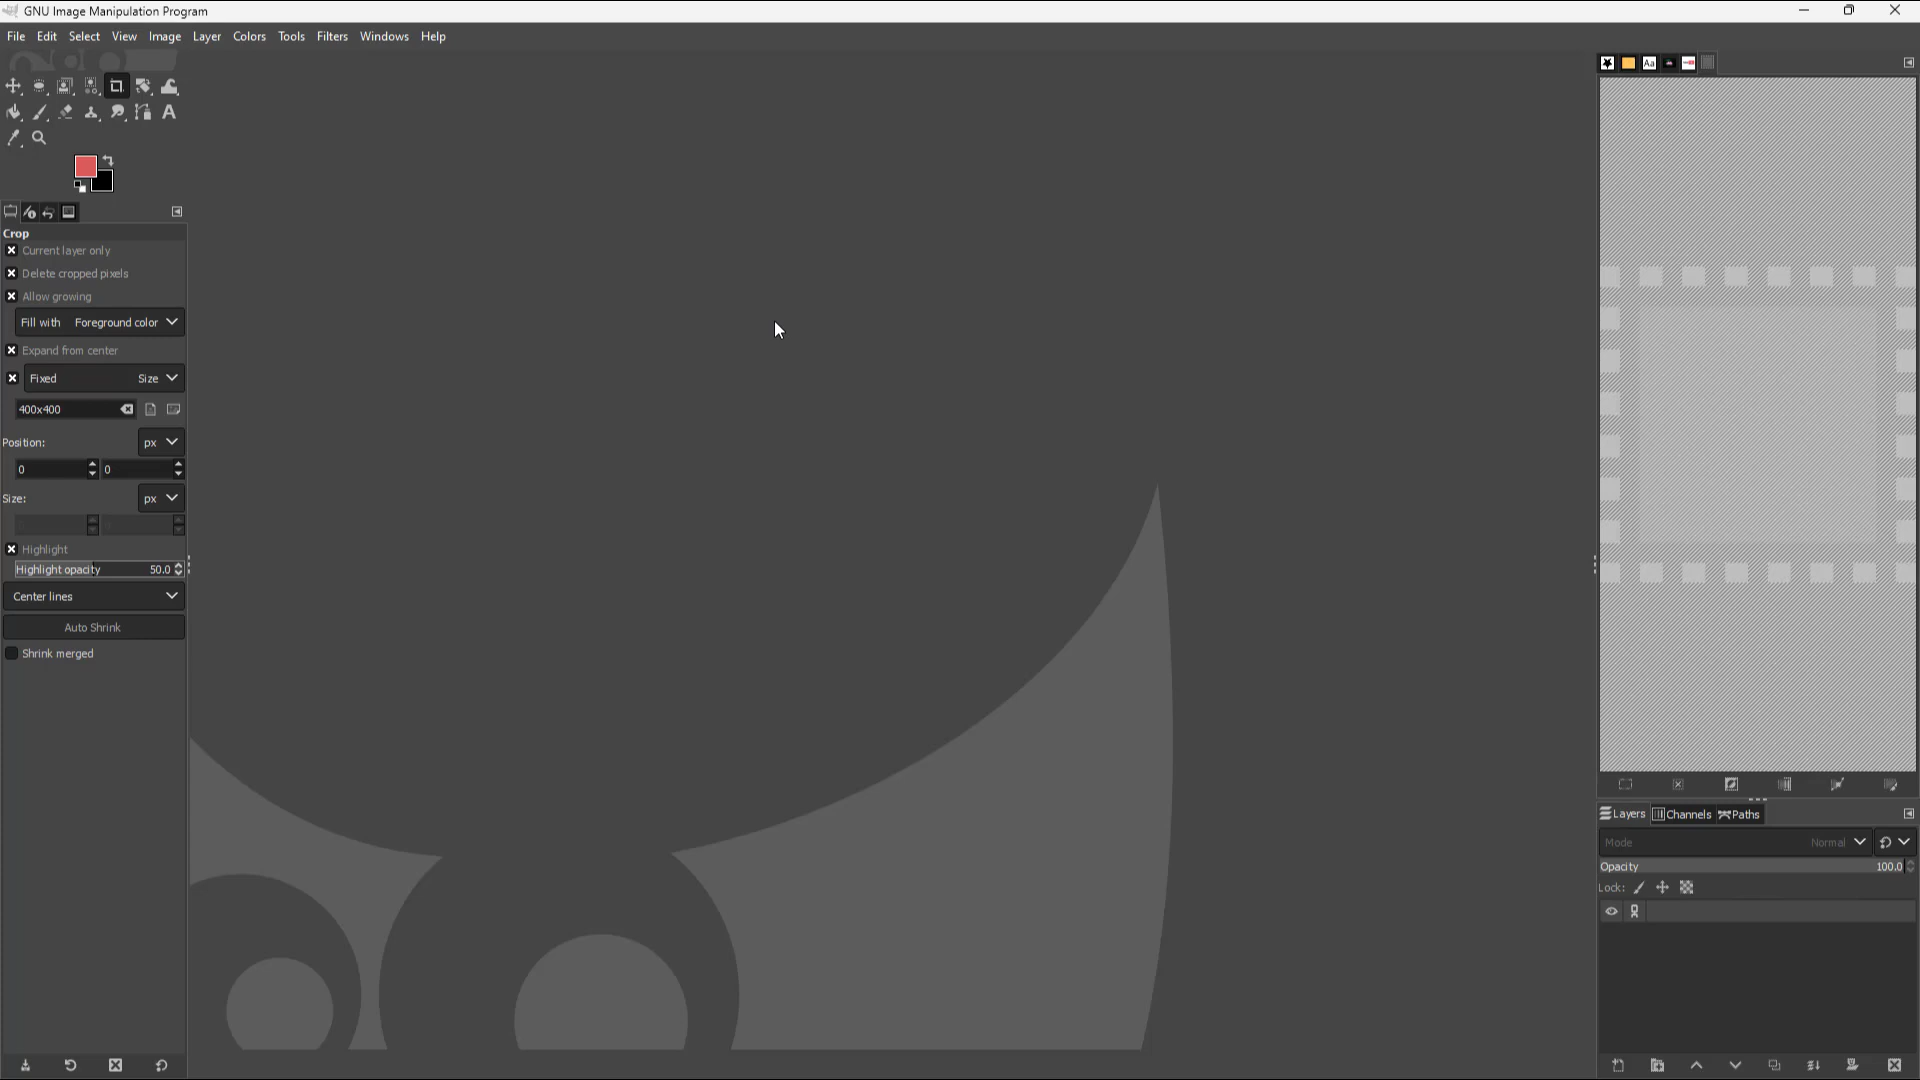 GNU Image Manipulation Program
File Edit Select View Image Layer Colors Tools Filters Windows Help
Aa
Crop
Current layer only
Delete cropped pixels
Allow growing
Fill with Foreground color
Expand from center
Fixed Size
400x400
Position: px
0 0
Size: px
Highlight
Highlight opacity 50.0
Center lines
Auto Shrink
Shrink merged
Layers Channels Paths
Mode Normal
Opacity 100.0
Lock: